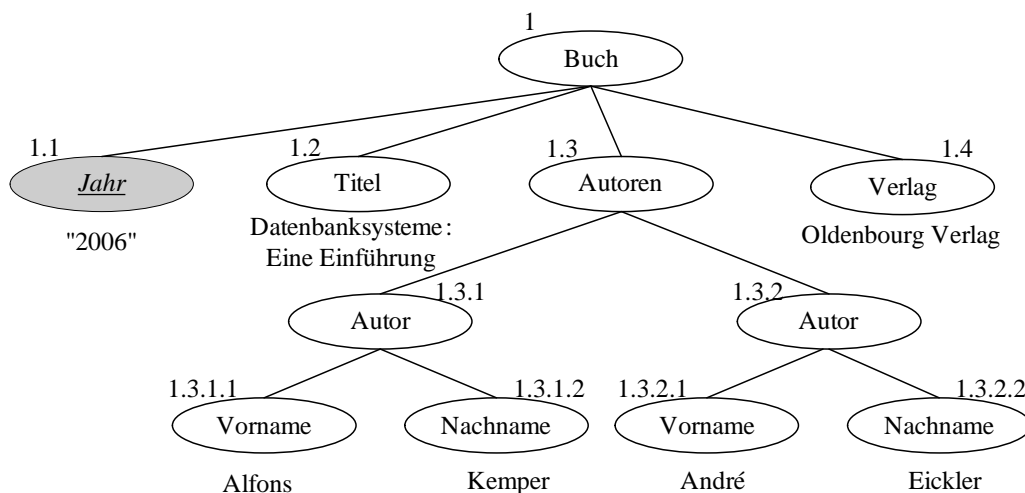 1
Buch
1.1
1.2
1.3
1.4
Jahr
Titel
Autoren
Verlag
"2006"
Datenbanksysteme:
Eine Einführung
Oldenbourg Verlag
1.3.1
1.3.2
Autor
Autor
1.3.1.1
1.3.1.2
1.3.2.1
1.3.2.2
Vorname
Nachname
Vorname
Nachname
Alfons
Kemper
André
Eickler